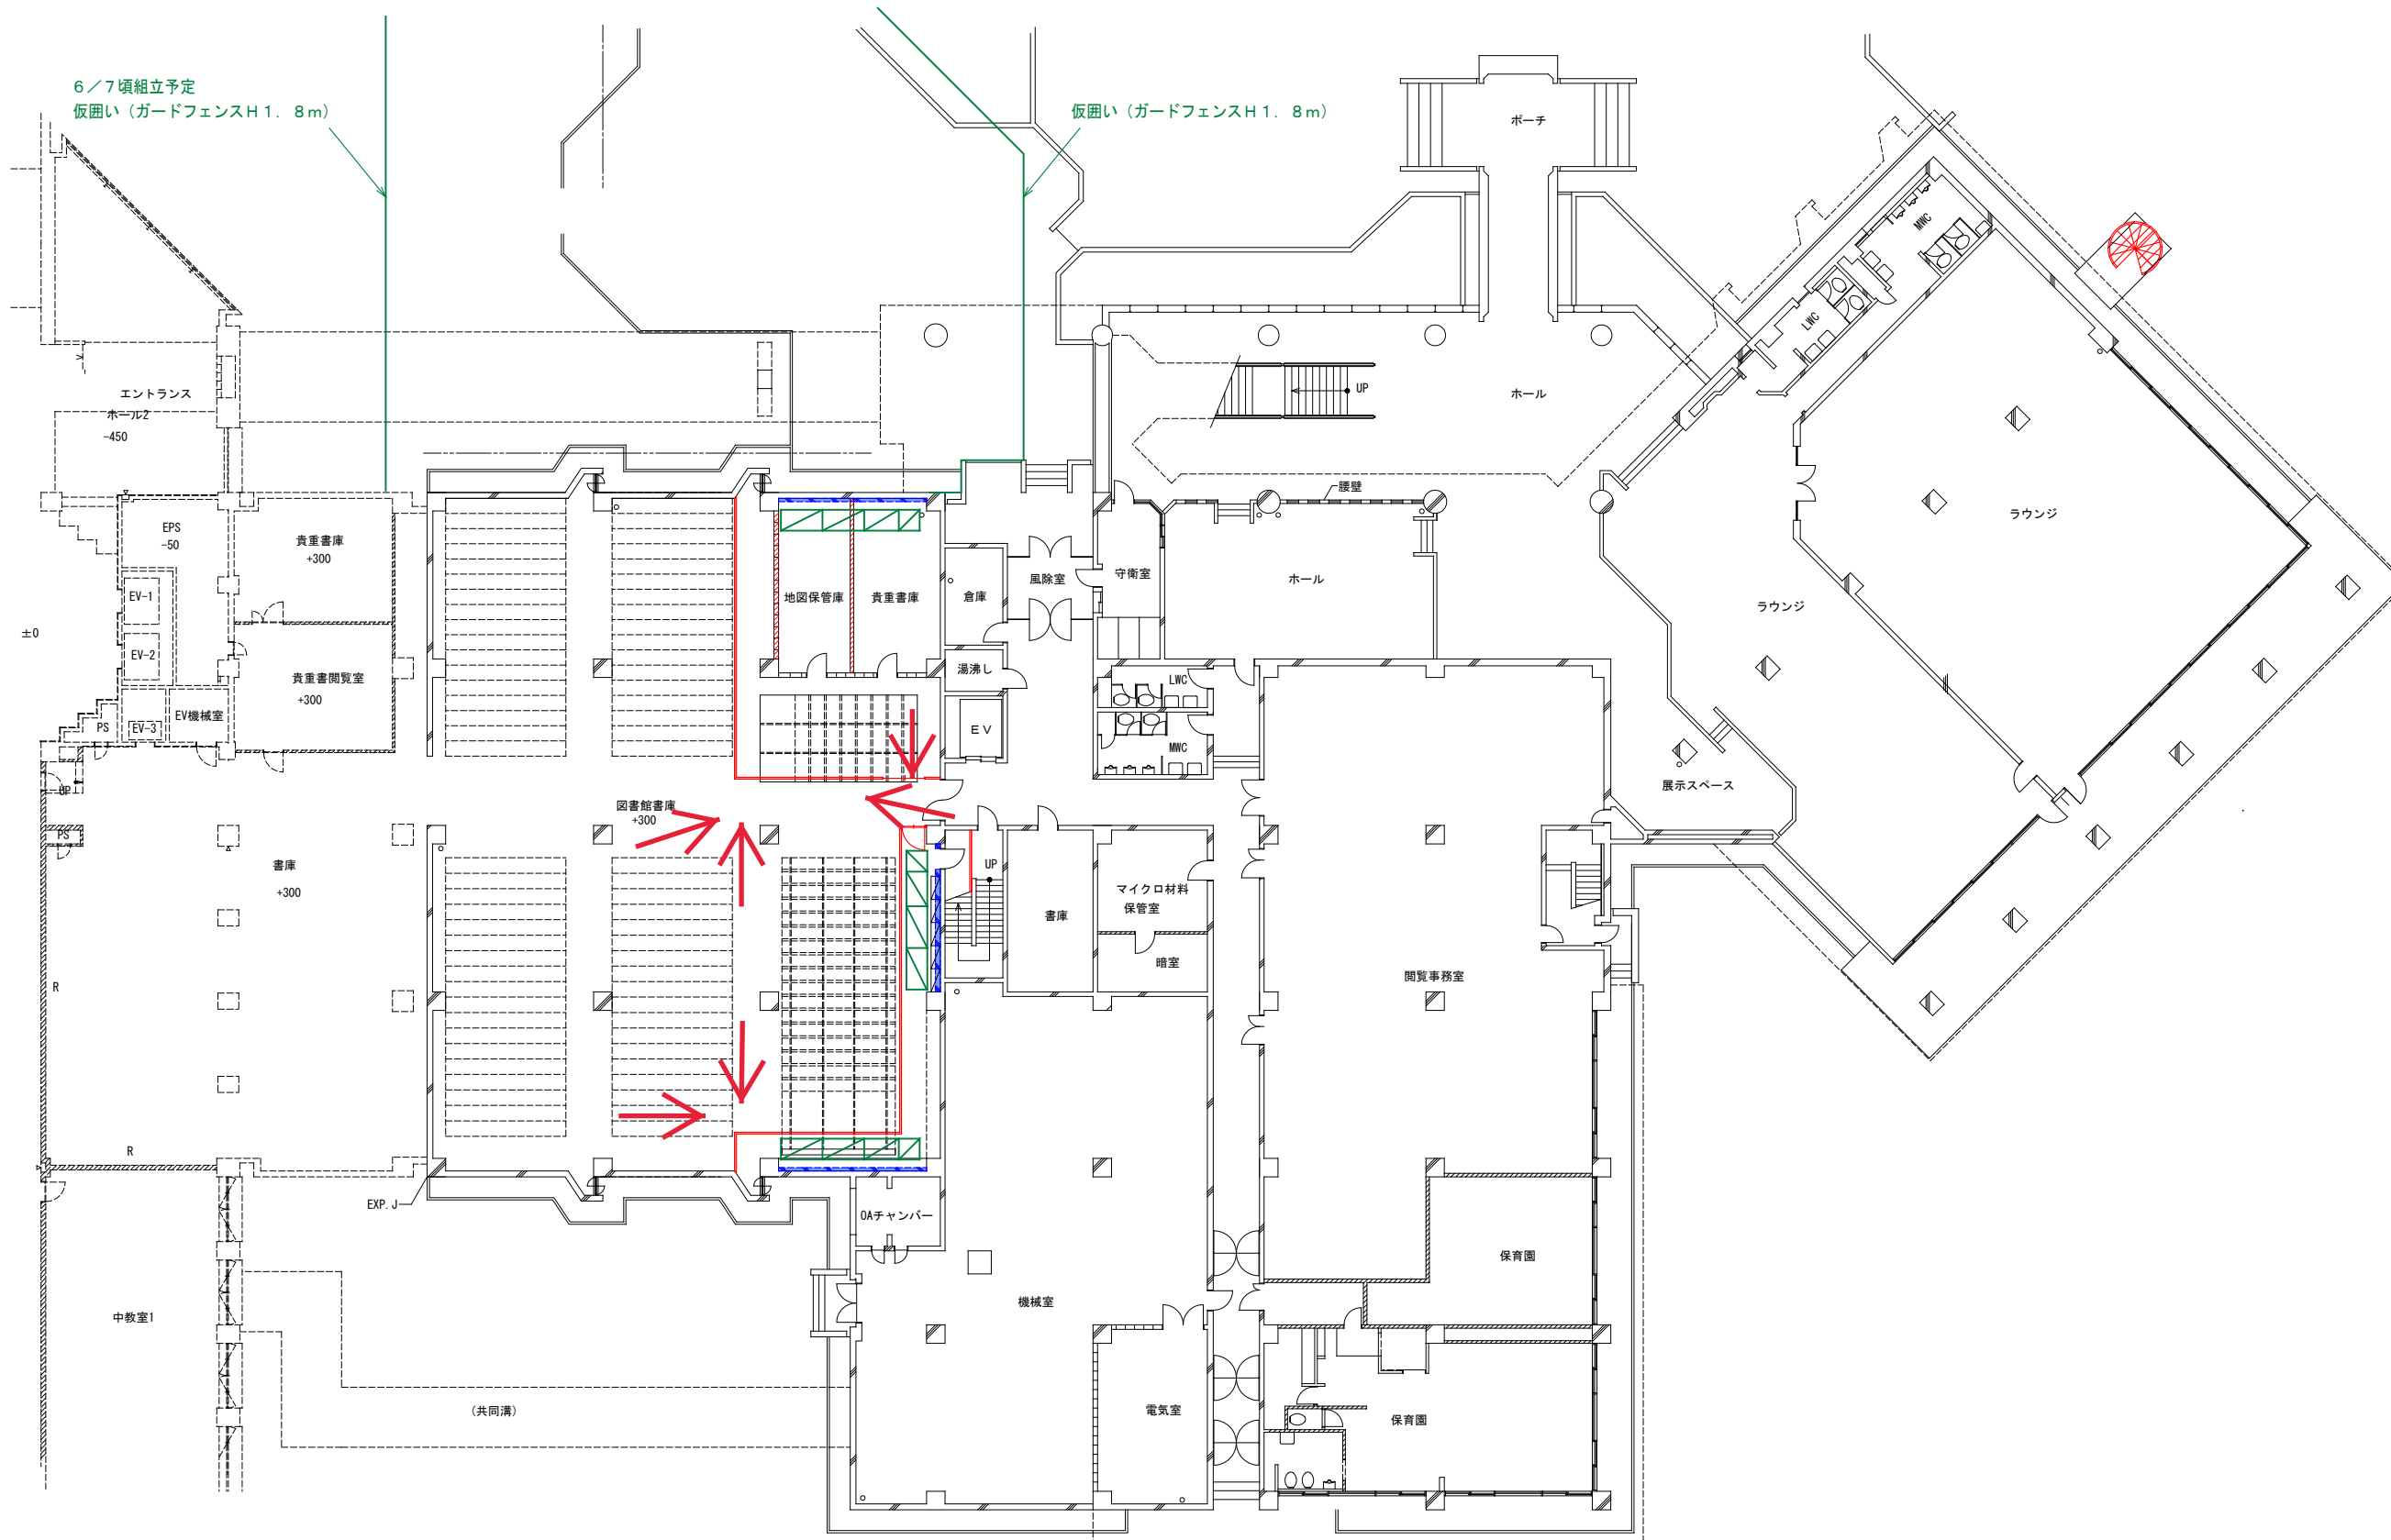 6／7頃組立予定
仮囲い（ガードフェンスH1．8m）
仮囲い（ガードフェンスH1．8m）
ポーチ
MWC
LWC
エントランス
ホール2
-450
UP
ホール
腰壁
EPS
-50
貴重書庫
+300
地図保管庫
貴重書庫
倉庫
風除室
守衛室
ホール
ラウンジ
ラウンジ
EV-1
±0
EV-2
貴重書閲覧室
+300
湯沸し
LWC
EV機械室
PS
EV-3
EV
MWC
UP
図書館書庫
+300
展示スペース
PS
書庫
+300
UP
マイクロ材料
保管室
書庫
暗室
閲覧事務室
R
R
EXP.J
OAチャンバー
保育園
機械室
中教室1
（共同溝）
電気室
保育園